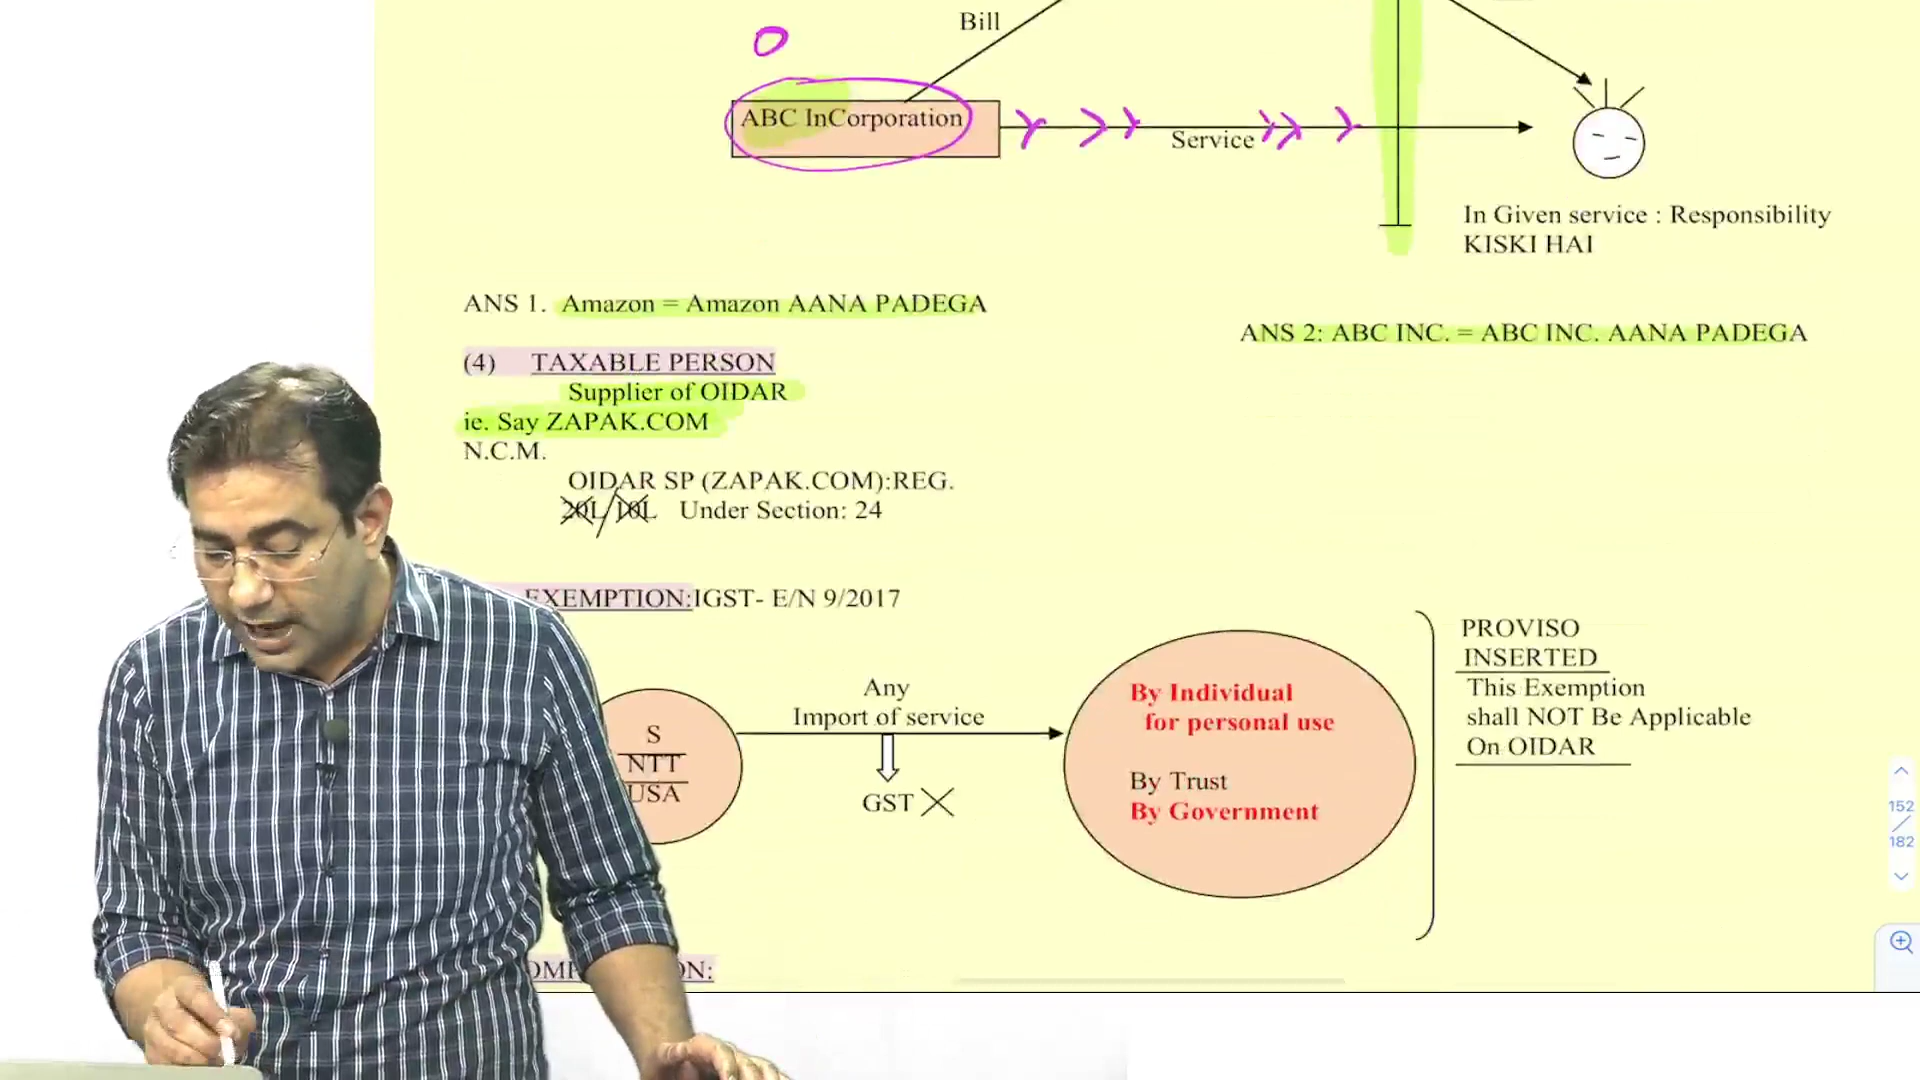 Bill
O
ABC InCorporation
Service
In Given service : Responsibility
KISKI HAI
ANS 1. Amazon = Amazon AANA PADEGA
ANS 2: ABC INC. = ABC INC. AANA PADEGA
(4) TAXABLE PERSON
Supplier of OIDAR
ie. Say ZAPAK.COM
N.C.M.
OIDAR SP (ZAPAK.COM):REG.
20L/10L Under Section: 24
EXEMPTION:IGST- E/N 9/2017
S
NTT
USA
Any
Import of service
GST
By Individual
for personal use
By Trust
By Government
PROVISO
INSERTED
This Exemption
shall NOT Be Applicable
On OIDAR
152
/
182